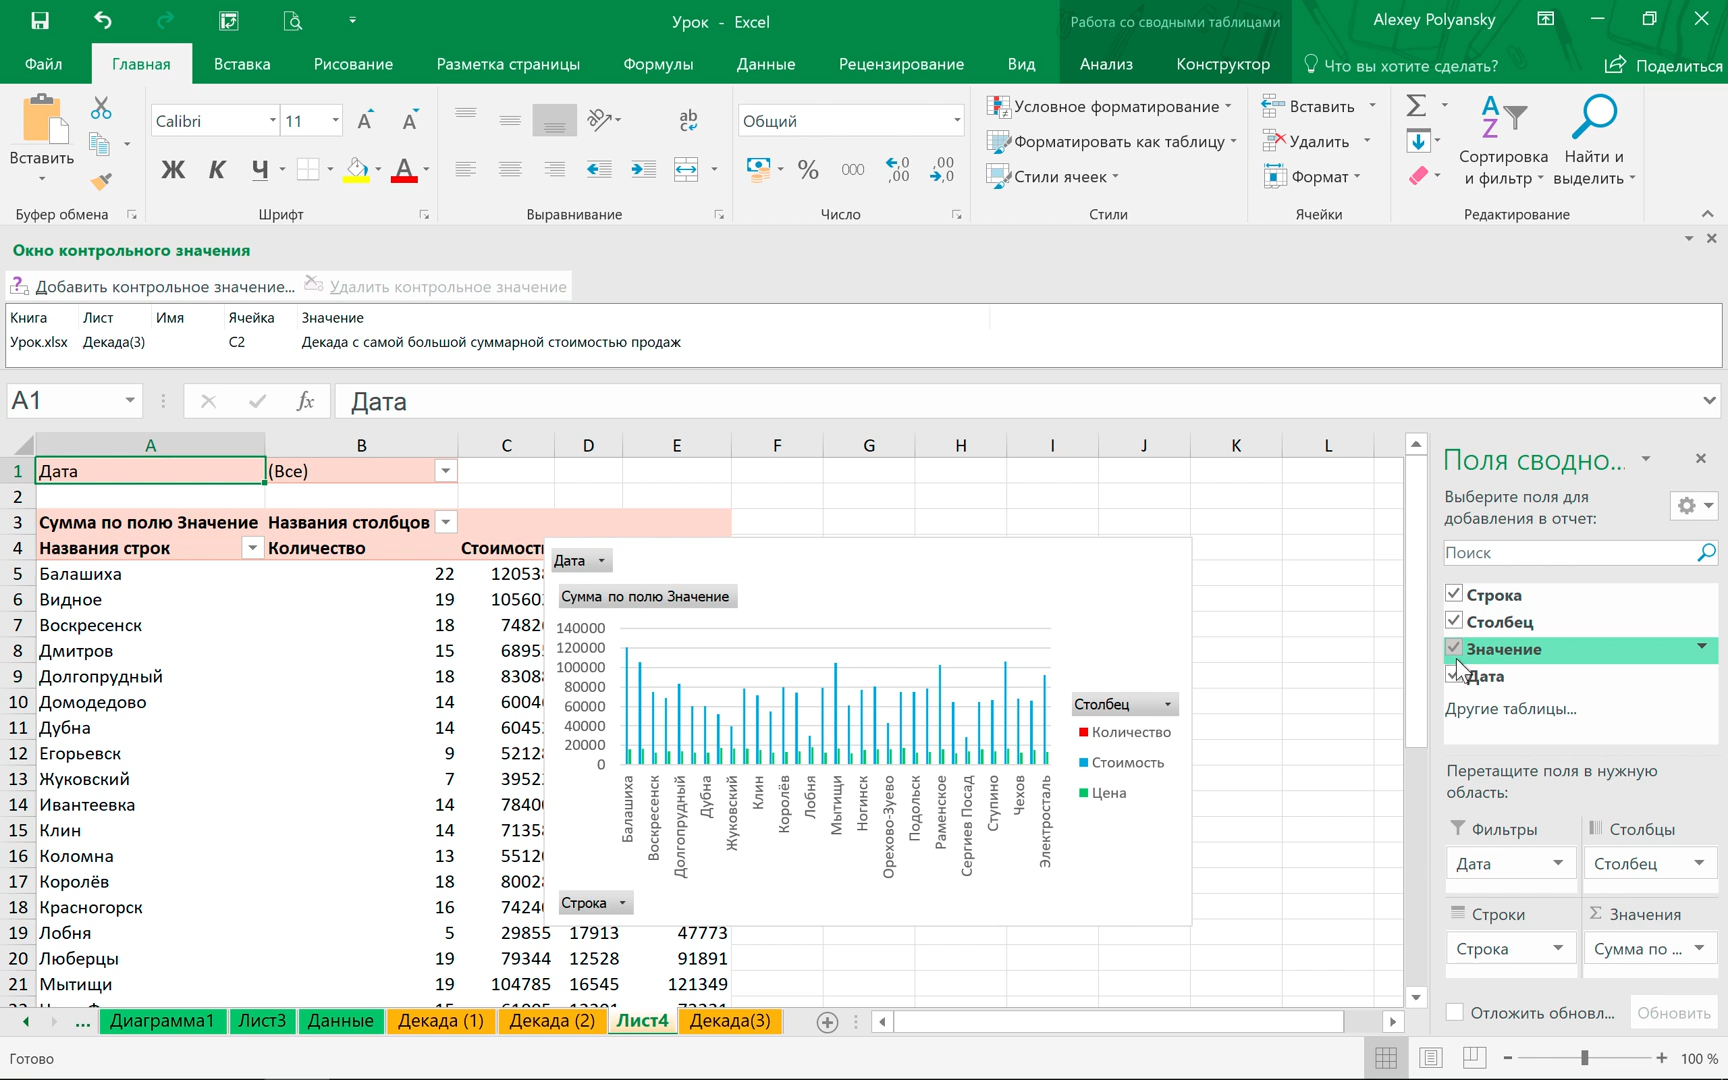 Урок - Excel
Работа со сводными таблицами
Alexey Polyansky
Файл
Главная
Вставка
Рисование
Разметка страницы
Формулы
Данные
Рецензирование
Вид
Анализ
Конструктор
Что вы хотите сделать?
Поделиться
Вставить
Буфер обмена
Calibri
11
Ж К Ч
Шрифт
Выравнивание
Общий
% 000
Число
Условное форматирование
Форматировать как таблицу
Стили ячеек
Стили
Вставить
Удалить
Формат
Ячейки
Сортировка
и фильтр
Найти и
выделить
Редактирование
Окно контрольного значения
Добавить контрольное значение...
Удалить контрольное значение
Книга Лист Имя Ячейка Значение
Урок.xlsx Декада(3) C2 Декада с самой большой суммарной стоимостью продаж
A1 fx Дата
A B C D E F G H I J K L
1 Дата (Все)
2
3 Сумма по полю Значение Названия столбцов
4 Названия строк Количество
5 Балашиха 22
6 Видное 19
7 Воскресенск 18
8 Дмитров 15
9 Долгопрудный 18
10 Домодедово 14
11 Дубна 14
12 Егорьевск 9
13 Жуковский 7
14 Ивантеевка 14
15 Клин 14
16 Коломна 13
17 Королёв 18
18 Красногорск 16
19 Лобня 5 29855 17913 47773
20 Люберцы 19 79344 12528 91891
21 Мытищи 19 104785 16545 121349
Дата
Сумма по полю Значение
140000
120000
100000
80000
60000
40000
20000
0
Балашиха
Воскресенск
Долгопрудный
Дубна
Жуковский
Клин
Королёв
Лобня
Мытищи
Ногинск
Орехово-Зуево
Подольск
Раменское
Сергиев Посад
Ступино
Чехов
Электросталь
Столбец
Количество
Стоимость
Цена
Строка
Поля сводно...
Выберите поля для
добавления в отчет:
Поиск
Строка
Столбец
Значение
Дата
Другие таблицы...
Перетащите поля в нужную
область:
Фильтры
Столбцы
Дата
Столбец
Строки
Значения
Строка
Сумма по ...
Отложить обновл...
Обновить
... Диаграмма1 Лист3 Данные Декада (1) Декада (2) Лист4 Декада(3)
Готово
100 %